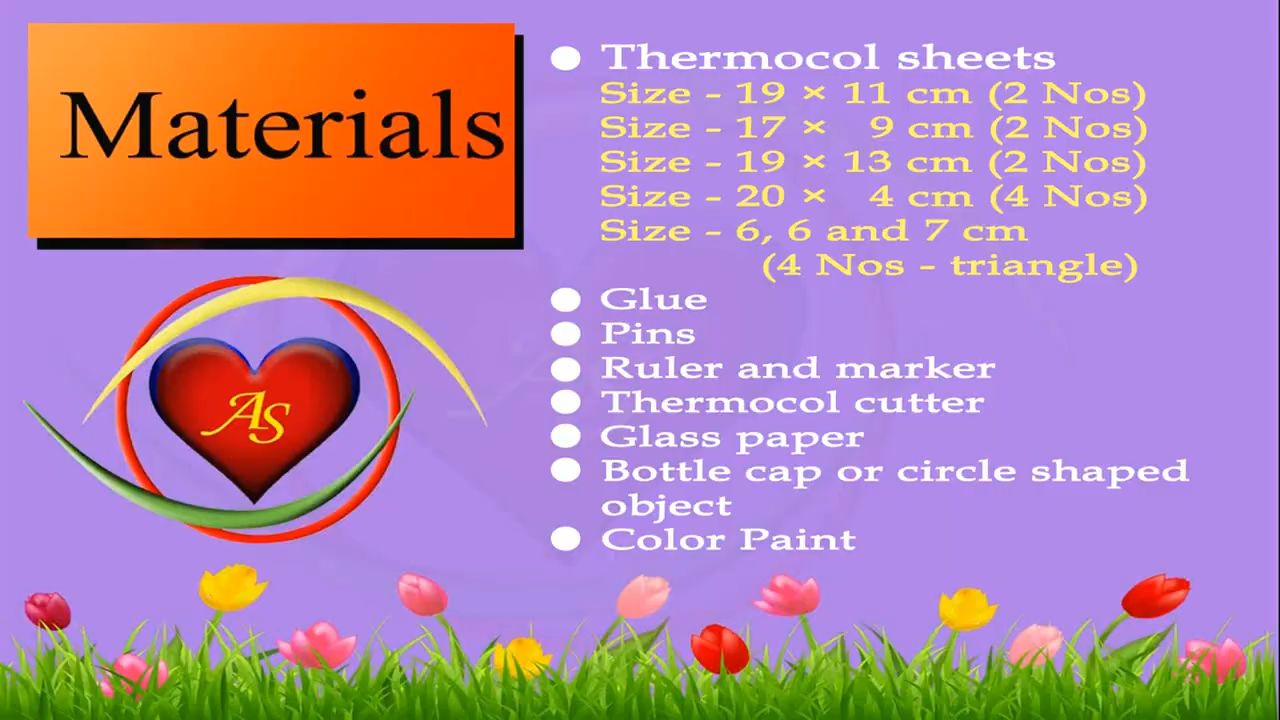 Materials
● Thermocol sheets
Size - 19 × 11 cm (2 Nos)
Size - 17 × 9 cm (2 Nos)
Size - 19 × 13 cm (2 Nos)
Size - 20 × 4 cm (4 Nos)
Size - 6, 6 and 7 cm
(4 Nos - triangle)
● Glue
● Pins
● Ruler and marker
● Thermocol cutter
● Glass paper
● Bottle cap or circle shaped
object
● Color Paint
AS